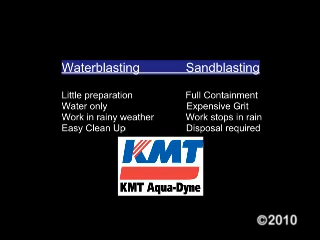 Waterblasting Sandblasting
Little preparation Full Containment
Water only Expensive Grit
Work in rainy weather Work stops in rain
Easy Clean Up Disposal required
KMT
KMT Aqua-Dyne
©2010